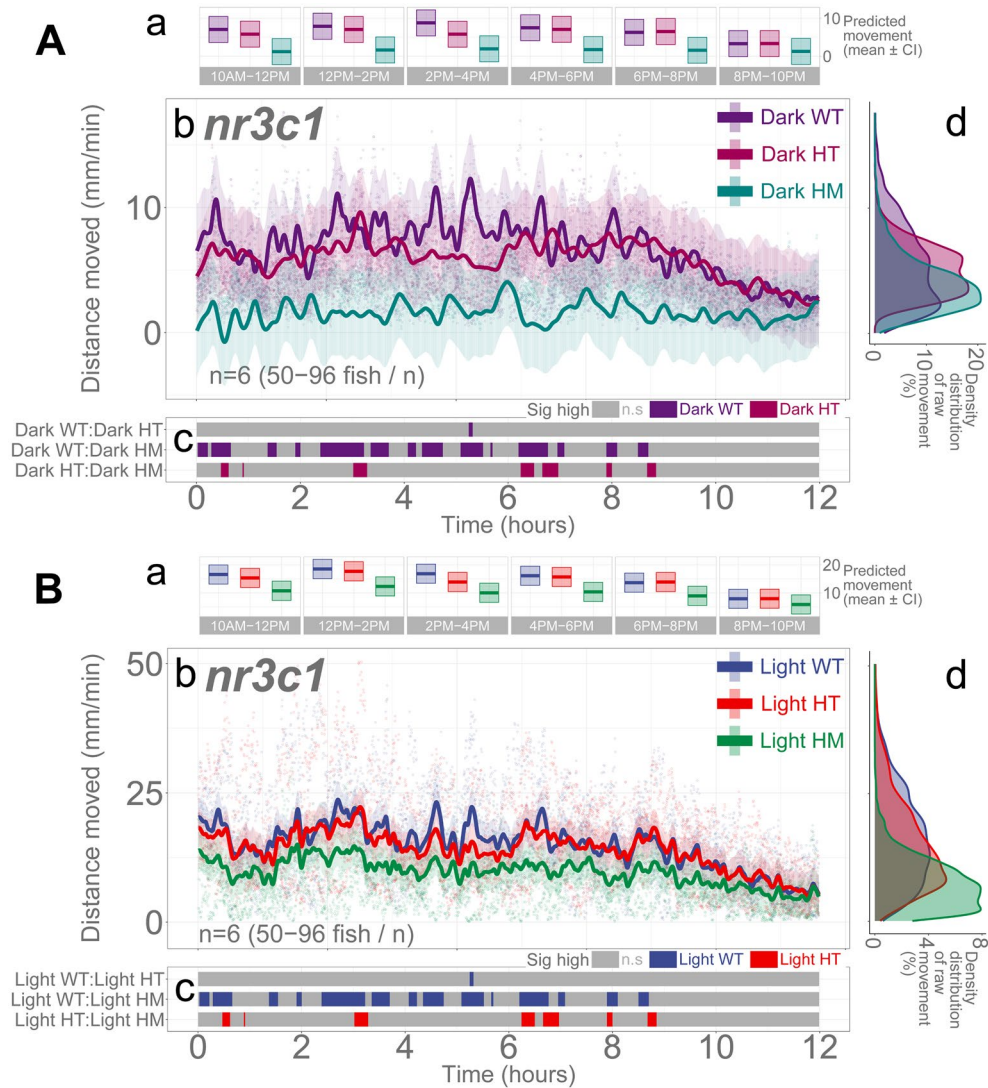 A
a
10 Predicted
movement
0 (mean ± CI)
10AM−12PM 12PM−2PM 2PM−4PM 4PM−6PM 6PM−8PM 8PM−10PM
b nr3c1
Dark WT
Dark HT
Dark HM
d
Distance moved (mm/min)
10
0
n=6 (50−96 fish / n)
0 10 20
Density
distribution
of raw
movement
(%)
Sig high n.s Dark WT Dark HT
c
Dark WT:Dark HT
Dark WT:Dark HM
Dark HT:Dark HM
0 2 4 6 8 10 12
Time (hours)
B
a
20 Predicted
movement
10 (mean ± CI)
10AM−12PM 12PM−2PM 2PM−4PM 4PM−6PM 6PM−8PM 8PM−10PM
b nr3c1
Light WT
Light HT
Light HM
d
Distance moved (mm/min)
50
25
0
n=6 (50−96 fish / n)
0 4 8
Density
distribution
of raw
movement
(%)
Sig high n.s Light WT Light HT
c
Light WT:Light HT
Light WT:Light HM
Light HT:Light HM
0 2 4 6 8 10 12
Time (hours)